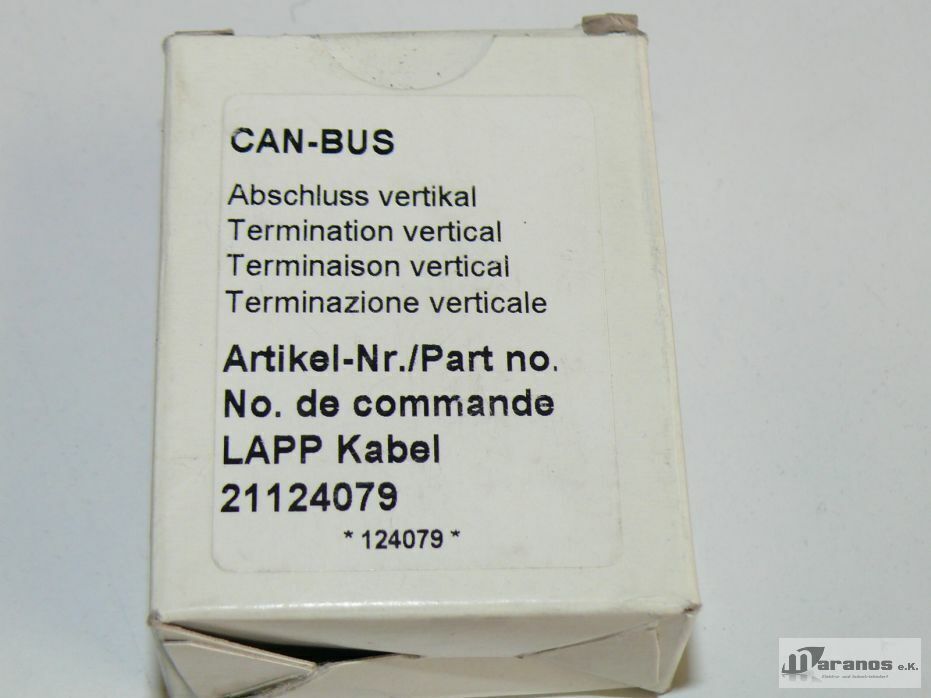 CAN-BUS
Abschluss vertikal
Termination vertical
Terminaison vertical
Terminazione verticale
Artikel-Nr./Part no.
No. de commande
LAPP Kabel
21124079
* 124079 *
Maranos e.K.